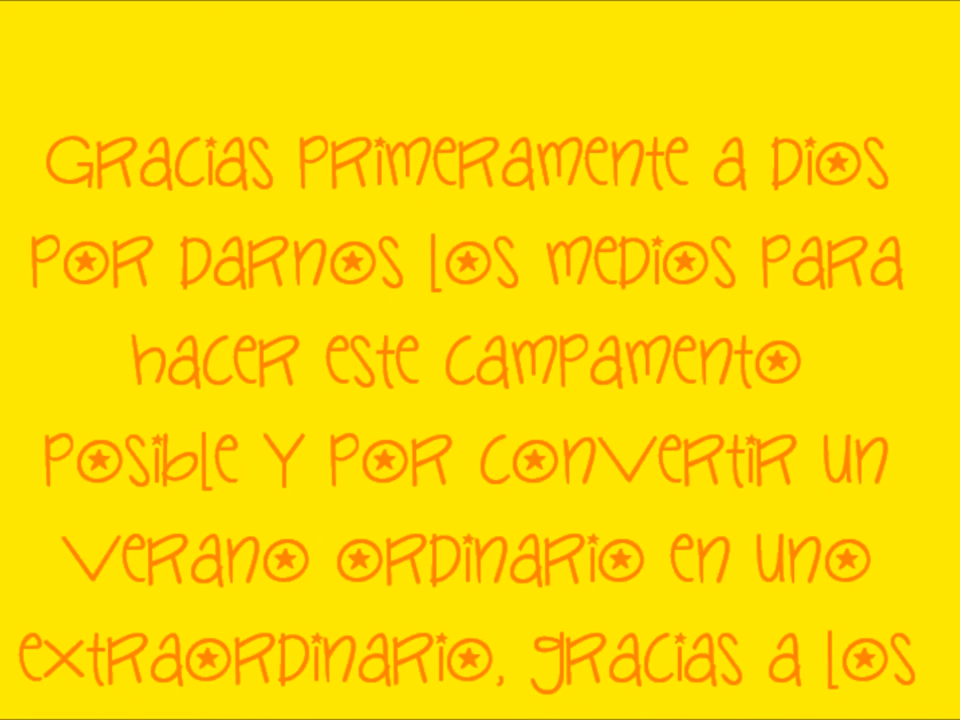 Gracias primeramente a Dios
por darnos los medios para
hacer este campamento
posible y por convertir un
verano ordinario en uno
extraordinario, gracias a los